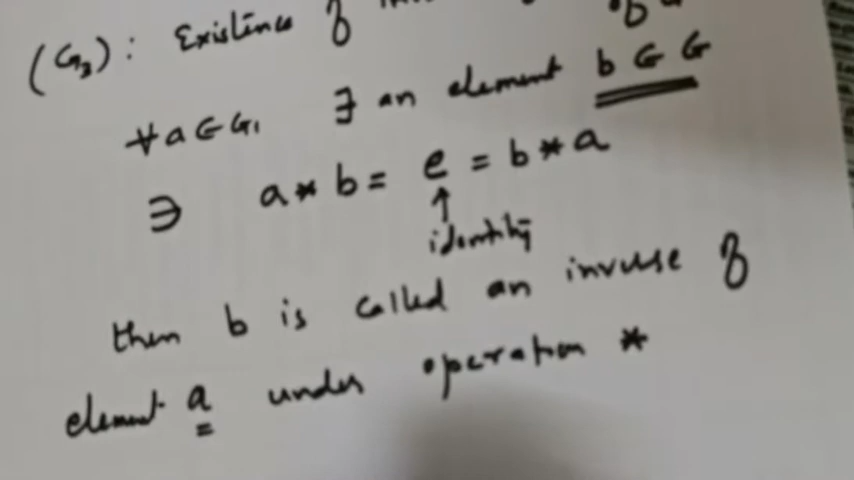 (G₃): Existence of
∀ a ∈ G, ∃ an element b ∈ G
∋ a * b = e = b * a
↑
identity
then b is called an inverse of
element a under operation *